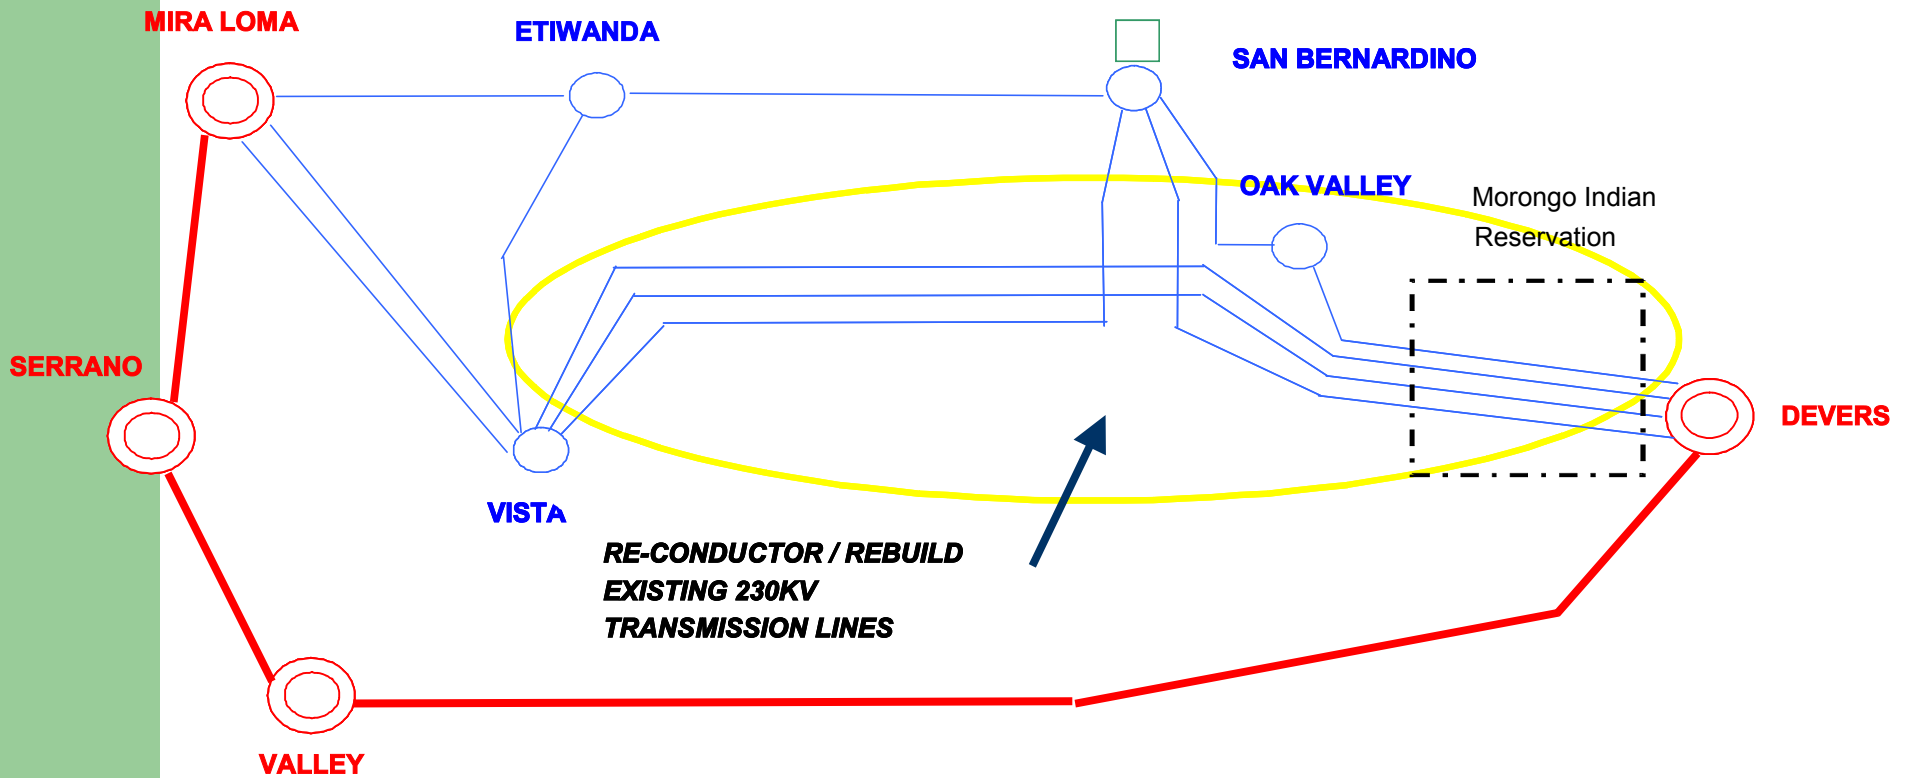 MIRA LOMA
ETIWANDA
SAN BERNARDINO
OAK VALLEY
Morongo Indian
Reservation
SERRANO
DEVERS
VISTA
RE-CONDUCTOR / REBUILD
EXISTING 230KV
TRANSMISSION LINES
VALLEY